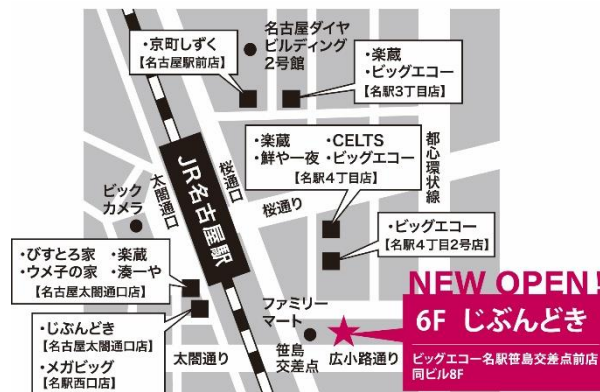 名古屋ダイヤ
ビルディング
2号館
・京町しずく
【名古屋駅前店】
・楽蔵
・ビッグエコー
【名駅3丁目店】
・楽蔵 ・CELTS
・鮮や一夜 ・ビッグエコー
【名駅4丁目店】
都心環状線
桜通口
桜通り
JR名古屋駅
太閤通口
ビック
カメラ
・ビッグエコー
【名駅4丁目2号店】
・びすとろ家 ・楽蔵
・ウメ子の家 ・湊一や
【名古屋太閤通口店】
・じぶんどき
【名古屋太閤通口店】
・メガビッグ
【名駅西口店】
ファミリー
マート
太閤通り
笹島
交差点
広小路通り
NEW OPEN!
6F じぶんどき
ビッグエコー名駅笹島交差点前店
同ビル8F